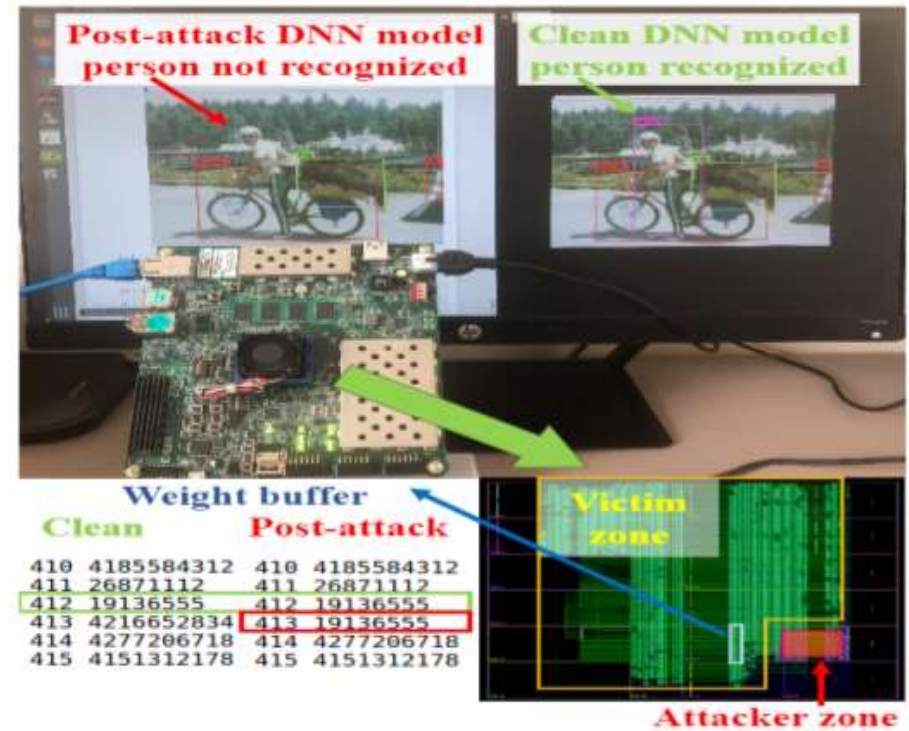 Post-attack DNN model
person not recognized
Clean DNN model
person recognized
hp
Weight buffer
Clean Post-attack
410 4185584312 410 4185584312
411 26871112 411 26871112
412 19136555 412 19136555
413 4216652834 413 19136555
414 4277206718 414 4277206718
415 4151312178 415 4151312178
Victim
zone
Attacker zone